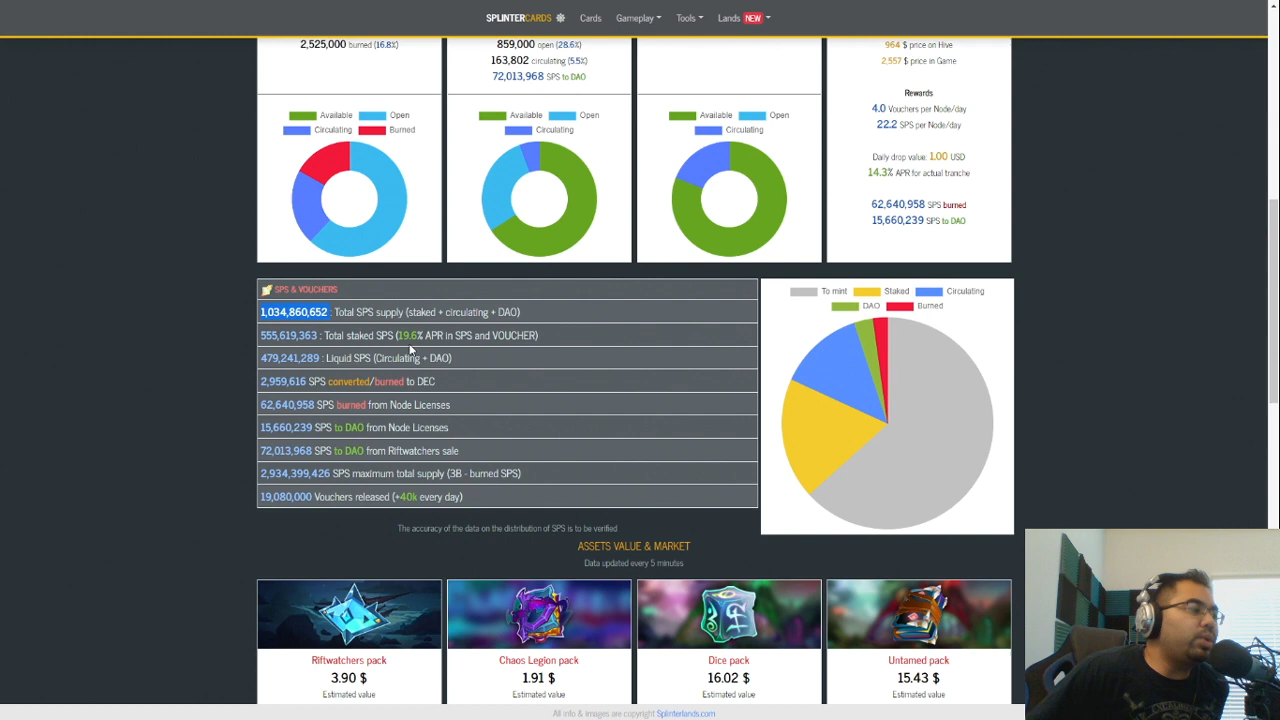 SPLINTERCARDS Cards Gameplay Tools Lands NEW
2,525,000 burned (16.8%)
859,000 open (28.6%)
163,802 circulating (5.5%)
72,013,968 SPS to DAO
964 $ price on Hive
2,557 $ price in Game
Rewards
4.0 Vouchers per Node/day
22.2 SPS per Node/day
Daily drop value: 1.00 USD
14.3% APR for actual tranche
62,640,958 SPS burned
15,660,239 SPS to DAO
Available Open
Circulating Burned
Available Open
Circulating
Available Open
Circulating
SPS & VOUCHERS
1,034,860,652 : Total SPS supply (staked + circulating + DAO)
555,619,363 : Total staked SPS (19.6% APR in SPS and VOUCHER)
479,241,289 : Liquid SPS (Circulating + DAO)
2,959,616 SPS converted/burned to DEC
62,640,958 SPS burned from Node Licenses
15,660,239 SPS to DAO from Node Licenses
72,013,968 SPS to DAO from Riftwatchers sale
2,934,399,426 SPS maximum total supply (3B - burned SPS)
19,080,000 Vouchers released (+40k every day)
To mint Staked Circulating
DAO Burned
The accuracy of the data on the distribution of SPS is to be verified
ASSETS VALUE & MARKET
Data updated every 5 minutes
Riftwatchers pack
3.90 $
Estimated value
Chaos Legion pack
1.91 $
Estimated value
Dice pack
16.02 $
Estimated value
Untamed pack
15.43 $
Estimated value
All info & images are copyright Splinterlands.com